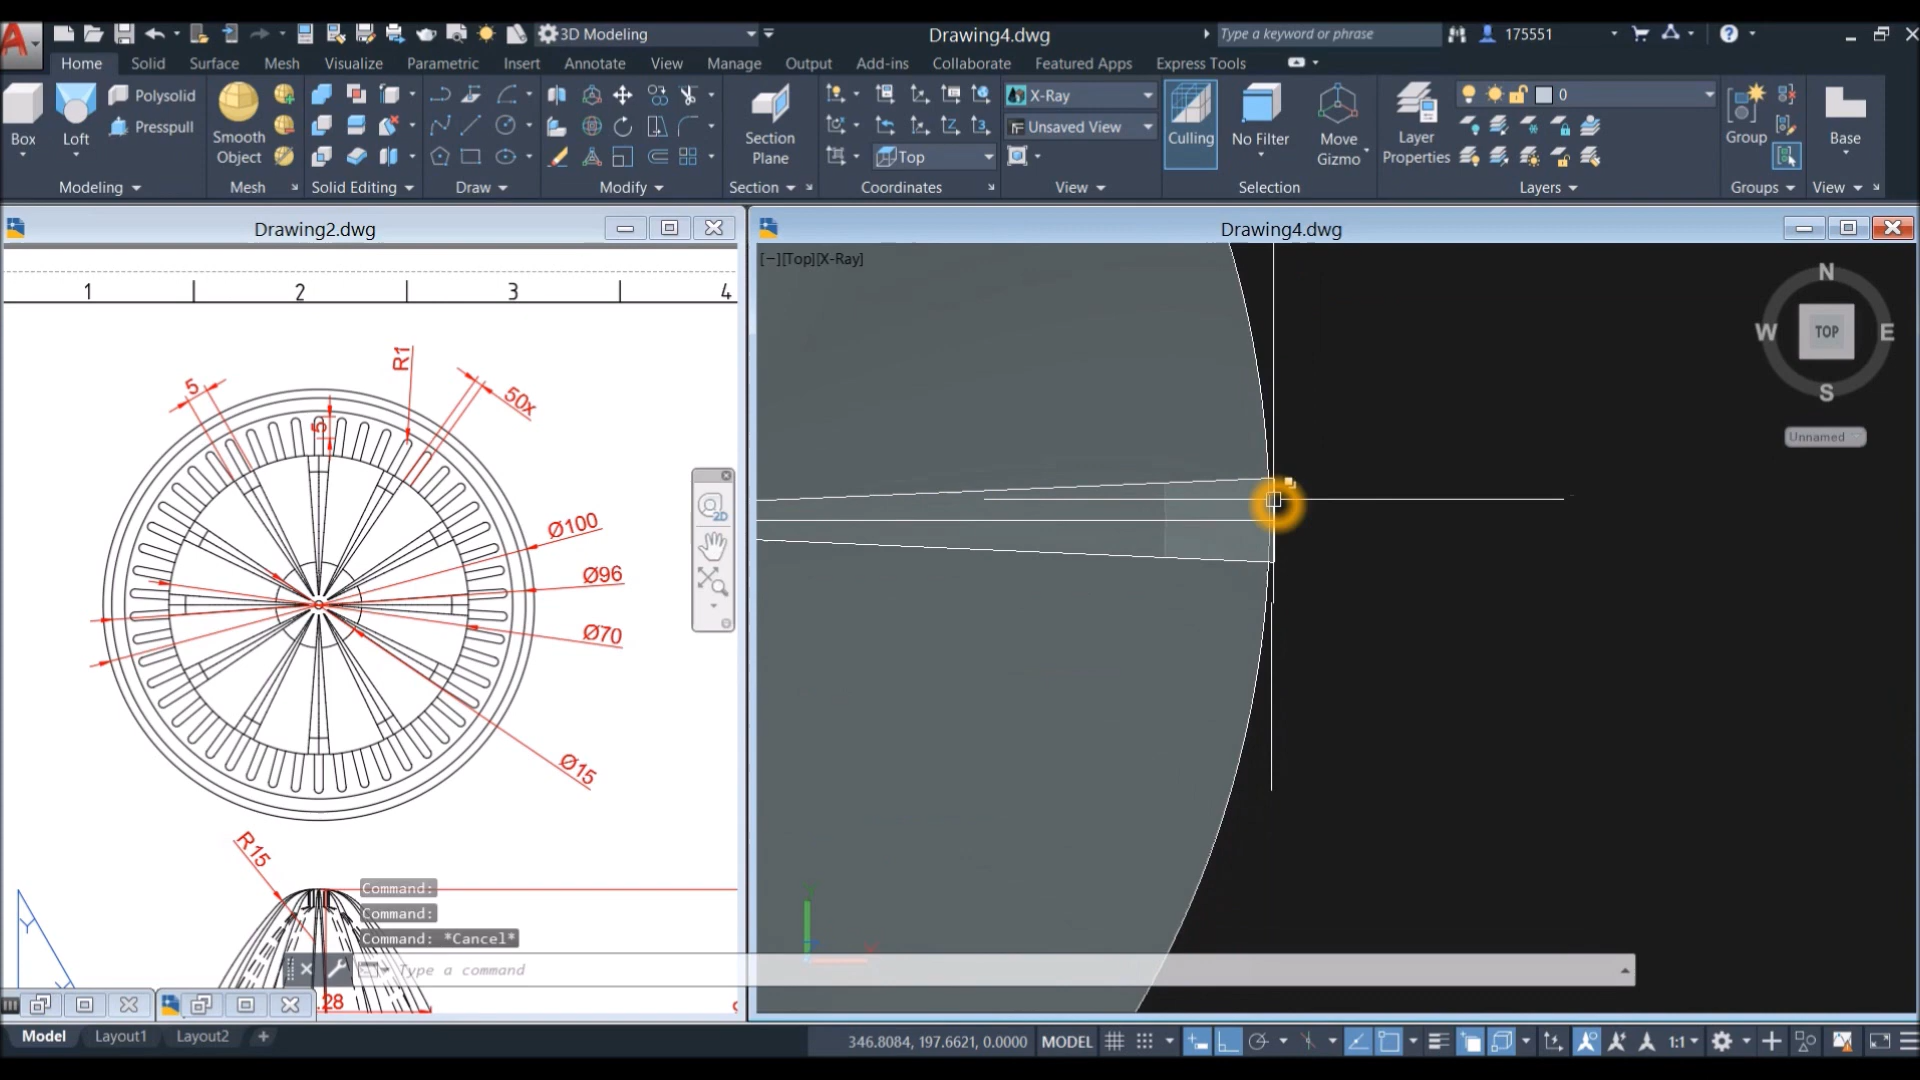 3D Modeling
Drawing4.dwg
Type a keyword or phrase
175551
Home
Solid
Surface
Mesh
Visualize
Parametric
Insert
Annotate
View
Manage
Output
Add-ins
Collaborate
Featured Apps
Express Tools
Box
Loft
Polysolid
Presspull
Smooth
Object
Section
Plane
Top
X-Ray
Unsaved View
Culling
No Filter
Move
Gizmo
Layer
Properties
0
Group
Base
Modeling
Mesh
Solid Editing
Draw
Modify
Section
Coordinates
View
Selection
Layers
Groups
View
Drawing2.dwg
Drawing4.dwg
1
2
3
4
5
R1
50x
5
Ø100
Ø96
Ø70
Ø15
R15
2D
[−][Top][X-Ray]
N
W
TOP
E
S
Unnamed
Command:
Command:
Command: *Cancel*
Type a command
.28
Model
Layout1
Layout2
+
346.8084, 197.6621, 0.0000
MODEL
1:1